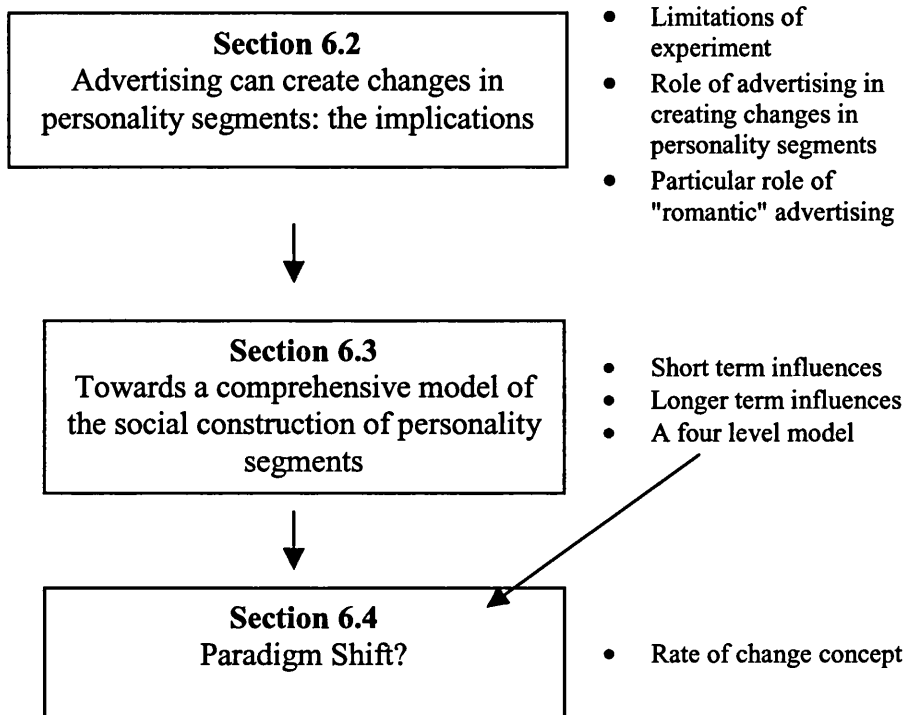 Section 6.2
Advertising can create changes in
personality segments: the implications
• Limitations of
experiment
• Role of advertising in
creating changes in
personality segments
• Particular role of
"romantic" advertising
Section 6.3
Towards a comprehensive model of
the social construction of personality
segments
• Short term influences
• Longer term influences
• A four level model
Section 6.4
Paradigm Shift?
• Rate of change concept